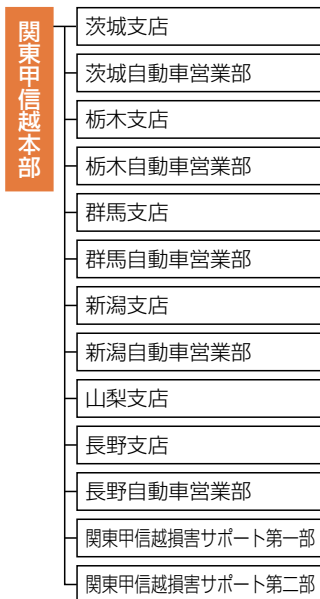 関東甲信越本部
茨城支店
茨城自動車営業部
栃木支店
栃木自動車営業部
群馬支店
群馬自動車営業部
新潟支店
新潟自動車営業部
山梨支店
長野支店
長野自動車営業部
関東甲信越損害サポート第一部
関東甲信越損害サポート第二部